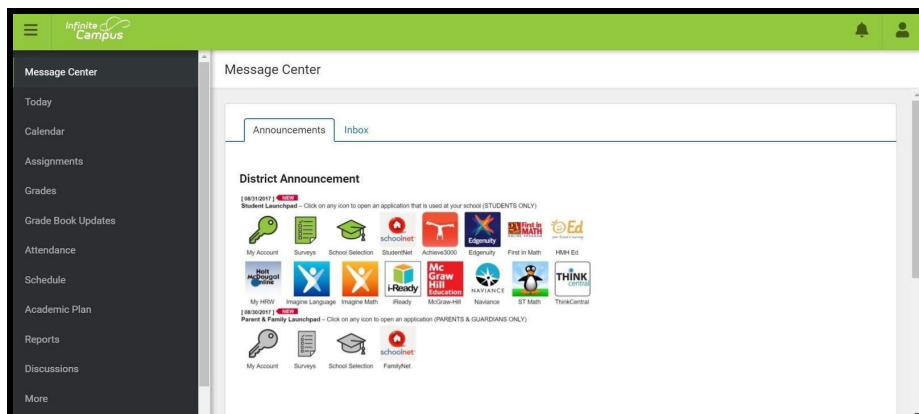 Infinite
Campus
Message Center
Today
Calendar
Assignments
Grades
Grade Book Updates
Attendance
Schedule
Academic Plan
Reports
Discussions
More
Message Center
Announcements Inbox
District Announcement
[ 08/31/2017 ] NEW
Student Launchpad – Click on any icon to open an application that is used at your school (STUDENTS ONLY)
schoolnet Edgenuity First in MATH Ed
My Account Surveys School Selection StudentNet Achieve3000 Edgenuity First in Math HMH Ed
Holt McDougal Online i-Ready Mc Graw Hill Education NAVIANCE THINK central
My HRW Imagine Language Imagine Math iReady McGraw-Hill Naviance ST Math ThinkCentral
[ 08/30/2017 ] NEW
Parent & Family Launchpad – Click on any icon to open an application (PARENTS & GUARDIANS ONLY)
schoolnet
My Account Surveys School Selection FamilyNet